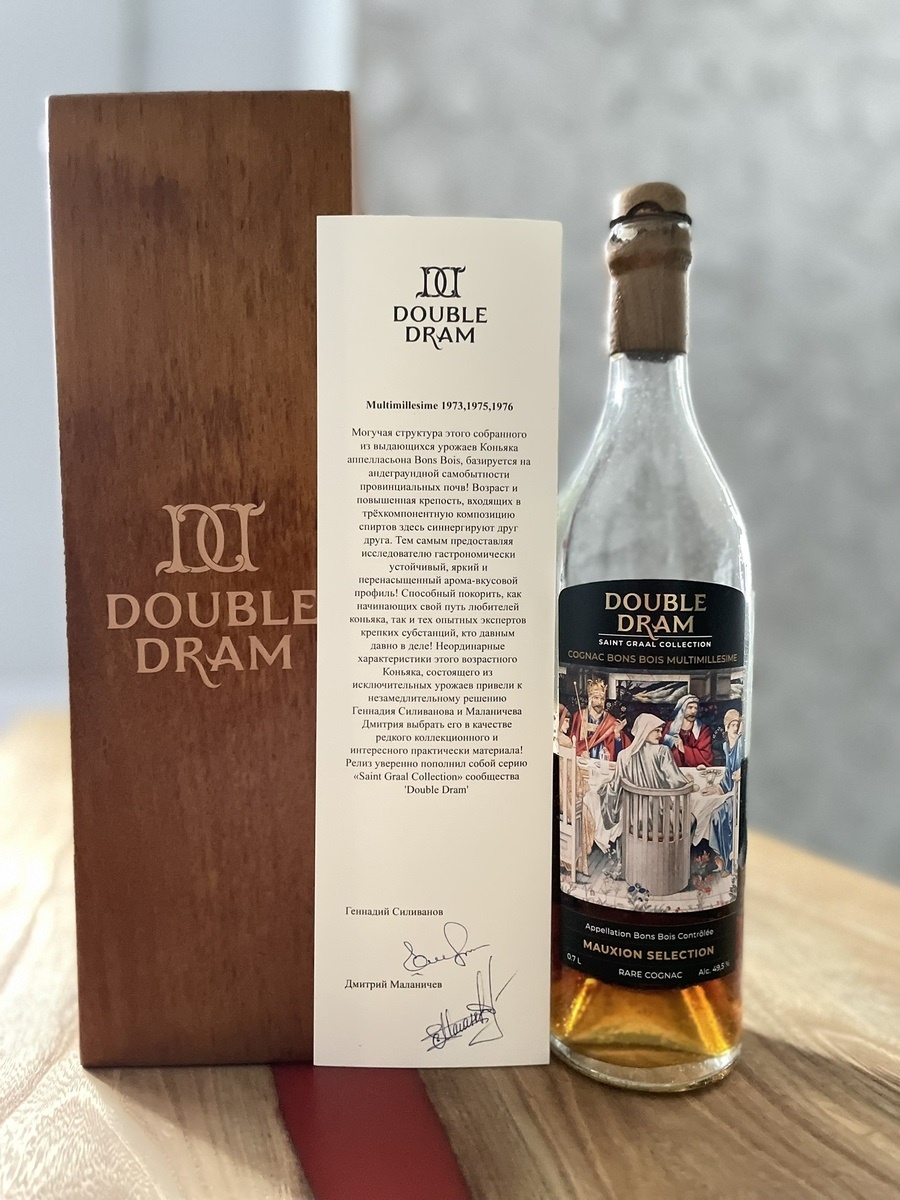 DOUBLE
DRAM
DOUBLE
DRAM
Multimillesime 1973,1975,1976
Могучая структура этого собранного
из выдающихся урожаев Коньяка
аппелласьона Bons Bois, базируется на
андеграундной самобытности
провинциальных почв! Возраст и
повышенная крепость, входящих в
трёхкомпонентную композицию
спиртов здесь синнергируют друг
друга. Тем самым предоставляя
исследователю гастрономически
устойчивый, яркий и
перенасыщенный арома-вкусовой
профиль! Способный покорить, как
начинающих свой путь любителей
коньяка, так и тех опытных экспертов
крепких субстанций, кто давным
давно в деле! Неординарные
характеристики этого возрастного
Коньяка, состоящего из
исключительных урожаев привели к
незамедлительному решению
Геннадия Силиванова и Маланичева
Дмитрия выбрать его в качестве
редкого коллекционного и
интересного практически материала!
Релиз уверенно пополнил собой серию
«Saint Graal Collection» сообщества
'Double Dram'
Геннадий Силиванов
Дмитрий Маланичев
DOUBLE
DRAM
SAINT GRAAL COLLECTION
COGNAC BONS BOIS MULTIMILLESIME
Appellation Bons Bois Contrôlée
MAUXION SELECTION
0.7 L RARE COGNAC Alc. 49,5 %